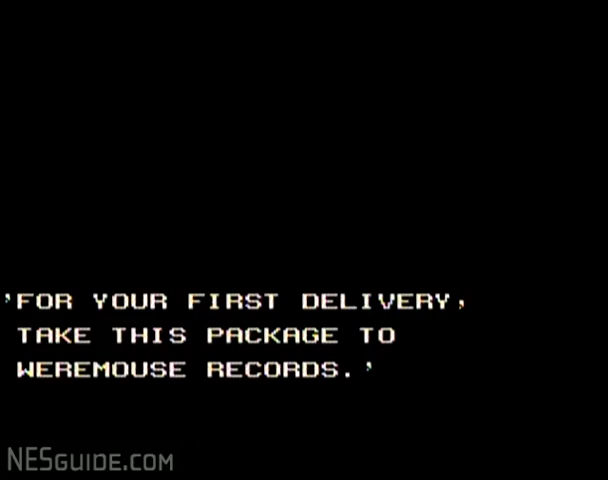 'FOR YOUR FIRST DELIVERY,
TAKE THIS PACKAGE TO
WEREMOUSE RECORDS.'
NESGUIDE.COM